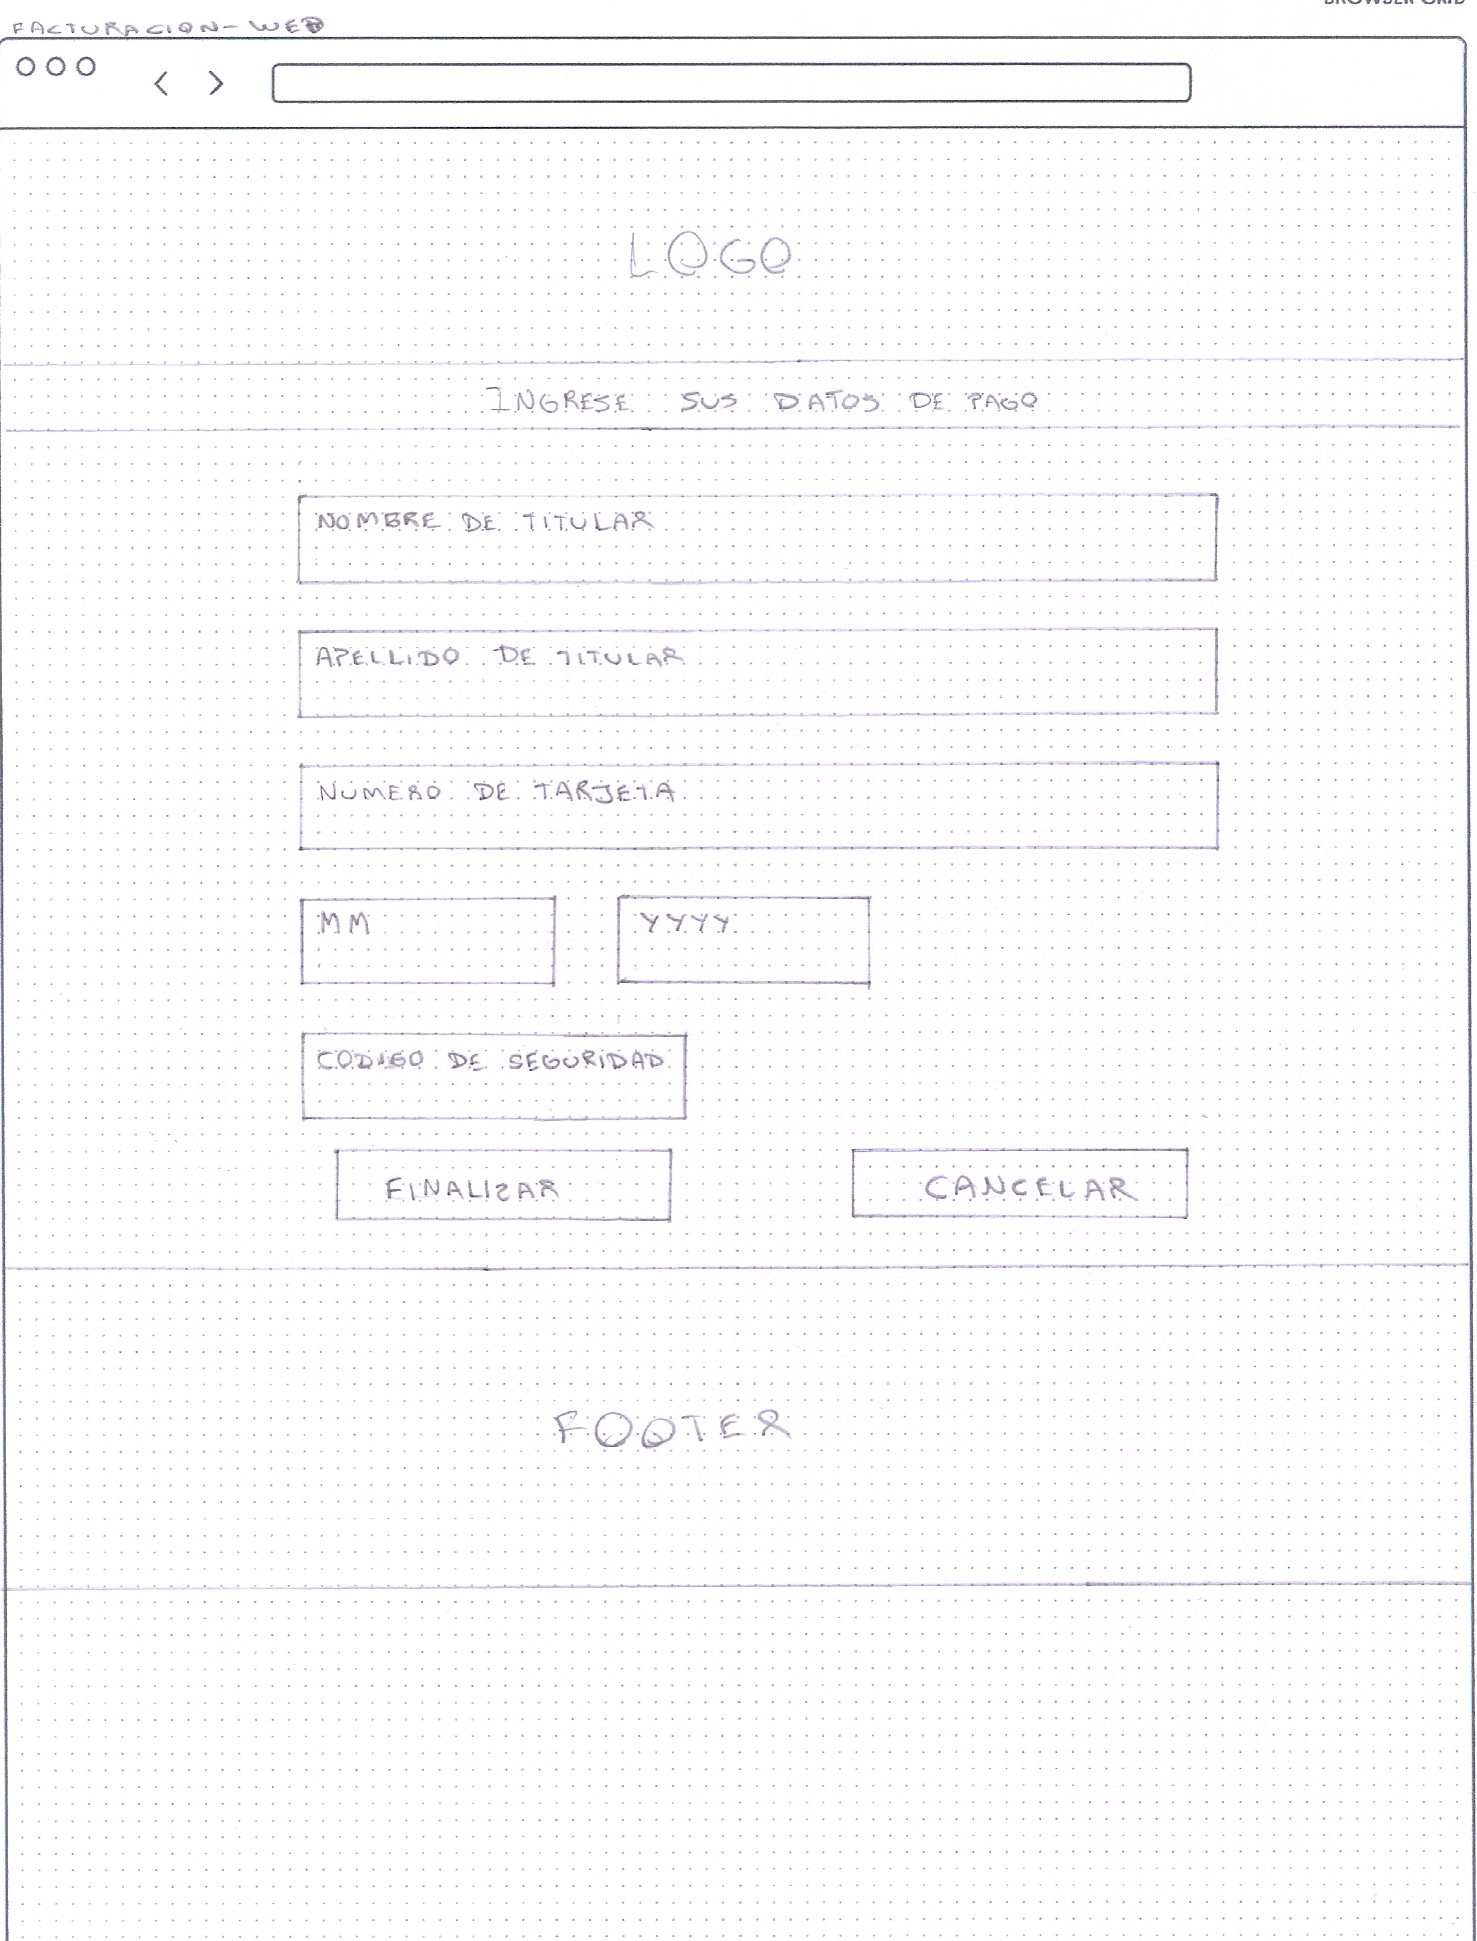 BROWSER GRID
FACTURACION-WEB
LOGO
INGRESE SUS DATOS DE PAGO
NOMBRE DE TITULAR
APELLIDO DE TITULAR
NUMERO DE TARJETA
MM YYYY
CODIGO DE SEGURIDAD
FINALIZAR CANCELAR
FOOTER